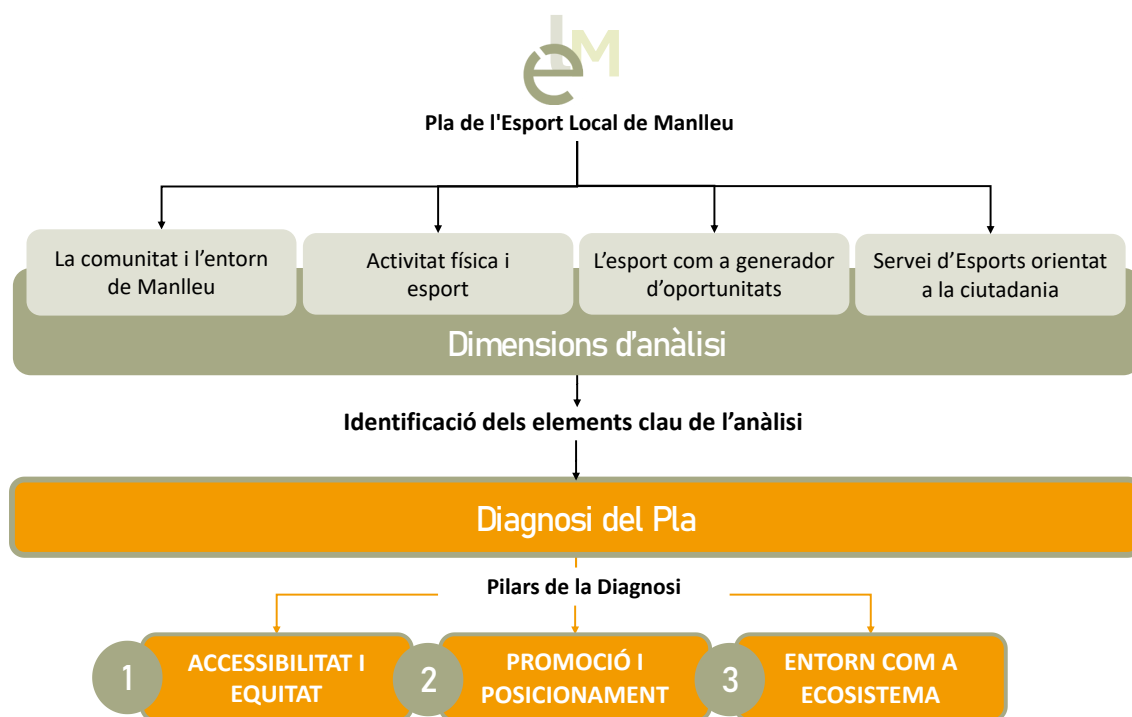 elM
Pla de l'Esport Local de Manlleu
La comunitat i l’entorn
de Manlleu
Activitat física i
esport
L’esport com a generador
d’oportunitats
Servei d’Esports orientat
a la ciutadania
Dimensions d’anàlisi
Identificació dels elements clau de l’anàlisi
Diagnosi del Pla
Pilars de la Diagnosi
1
ACCESSIBILITAT I
EQUITAT
2
PROMOCIÓ I
POSICIONAMENT
3
ENTORN COM A
ECOSISTEMA